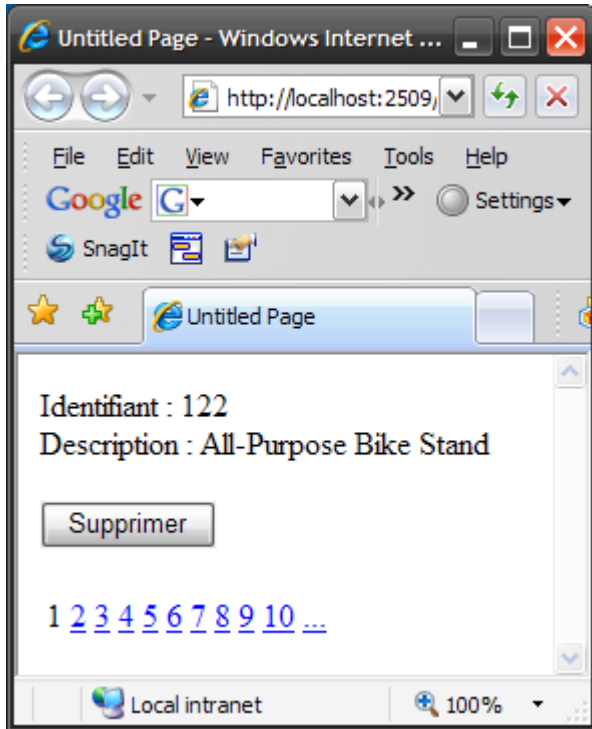 Untitled Page - Windows Internet ...
http://localhost:2509/
File Edit View Favorites Tools Help
Google G Settings
SnagIt
Untitled Page
Identifiant : 122
Description : All-Purpose Bike Stand
Supprimer
1 2 3 4 5 6 7 8 9 10 ...
Local intranet 100%